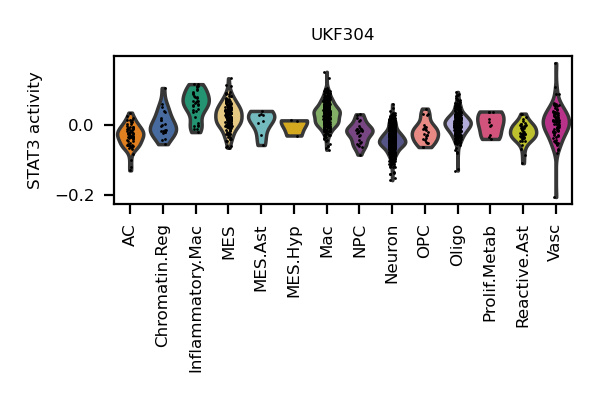 UKF304
STAT3 activity
0.0
−0.2
AC
Chromatin.Reg
Inflammatory.Mac
MES
MES.Ast
MES.Hyp
Mac
NPC
Neuron
OPC
Oligo
Prolif.Metab
Reactive.Ast
Vasc